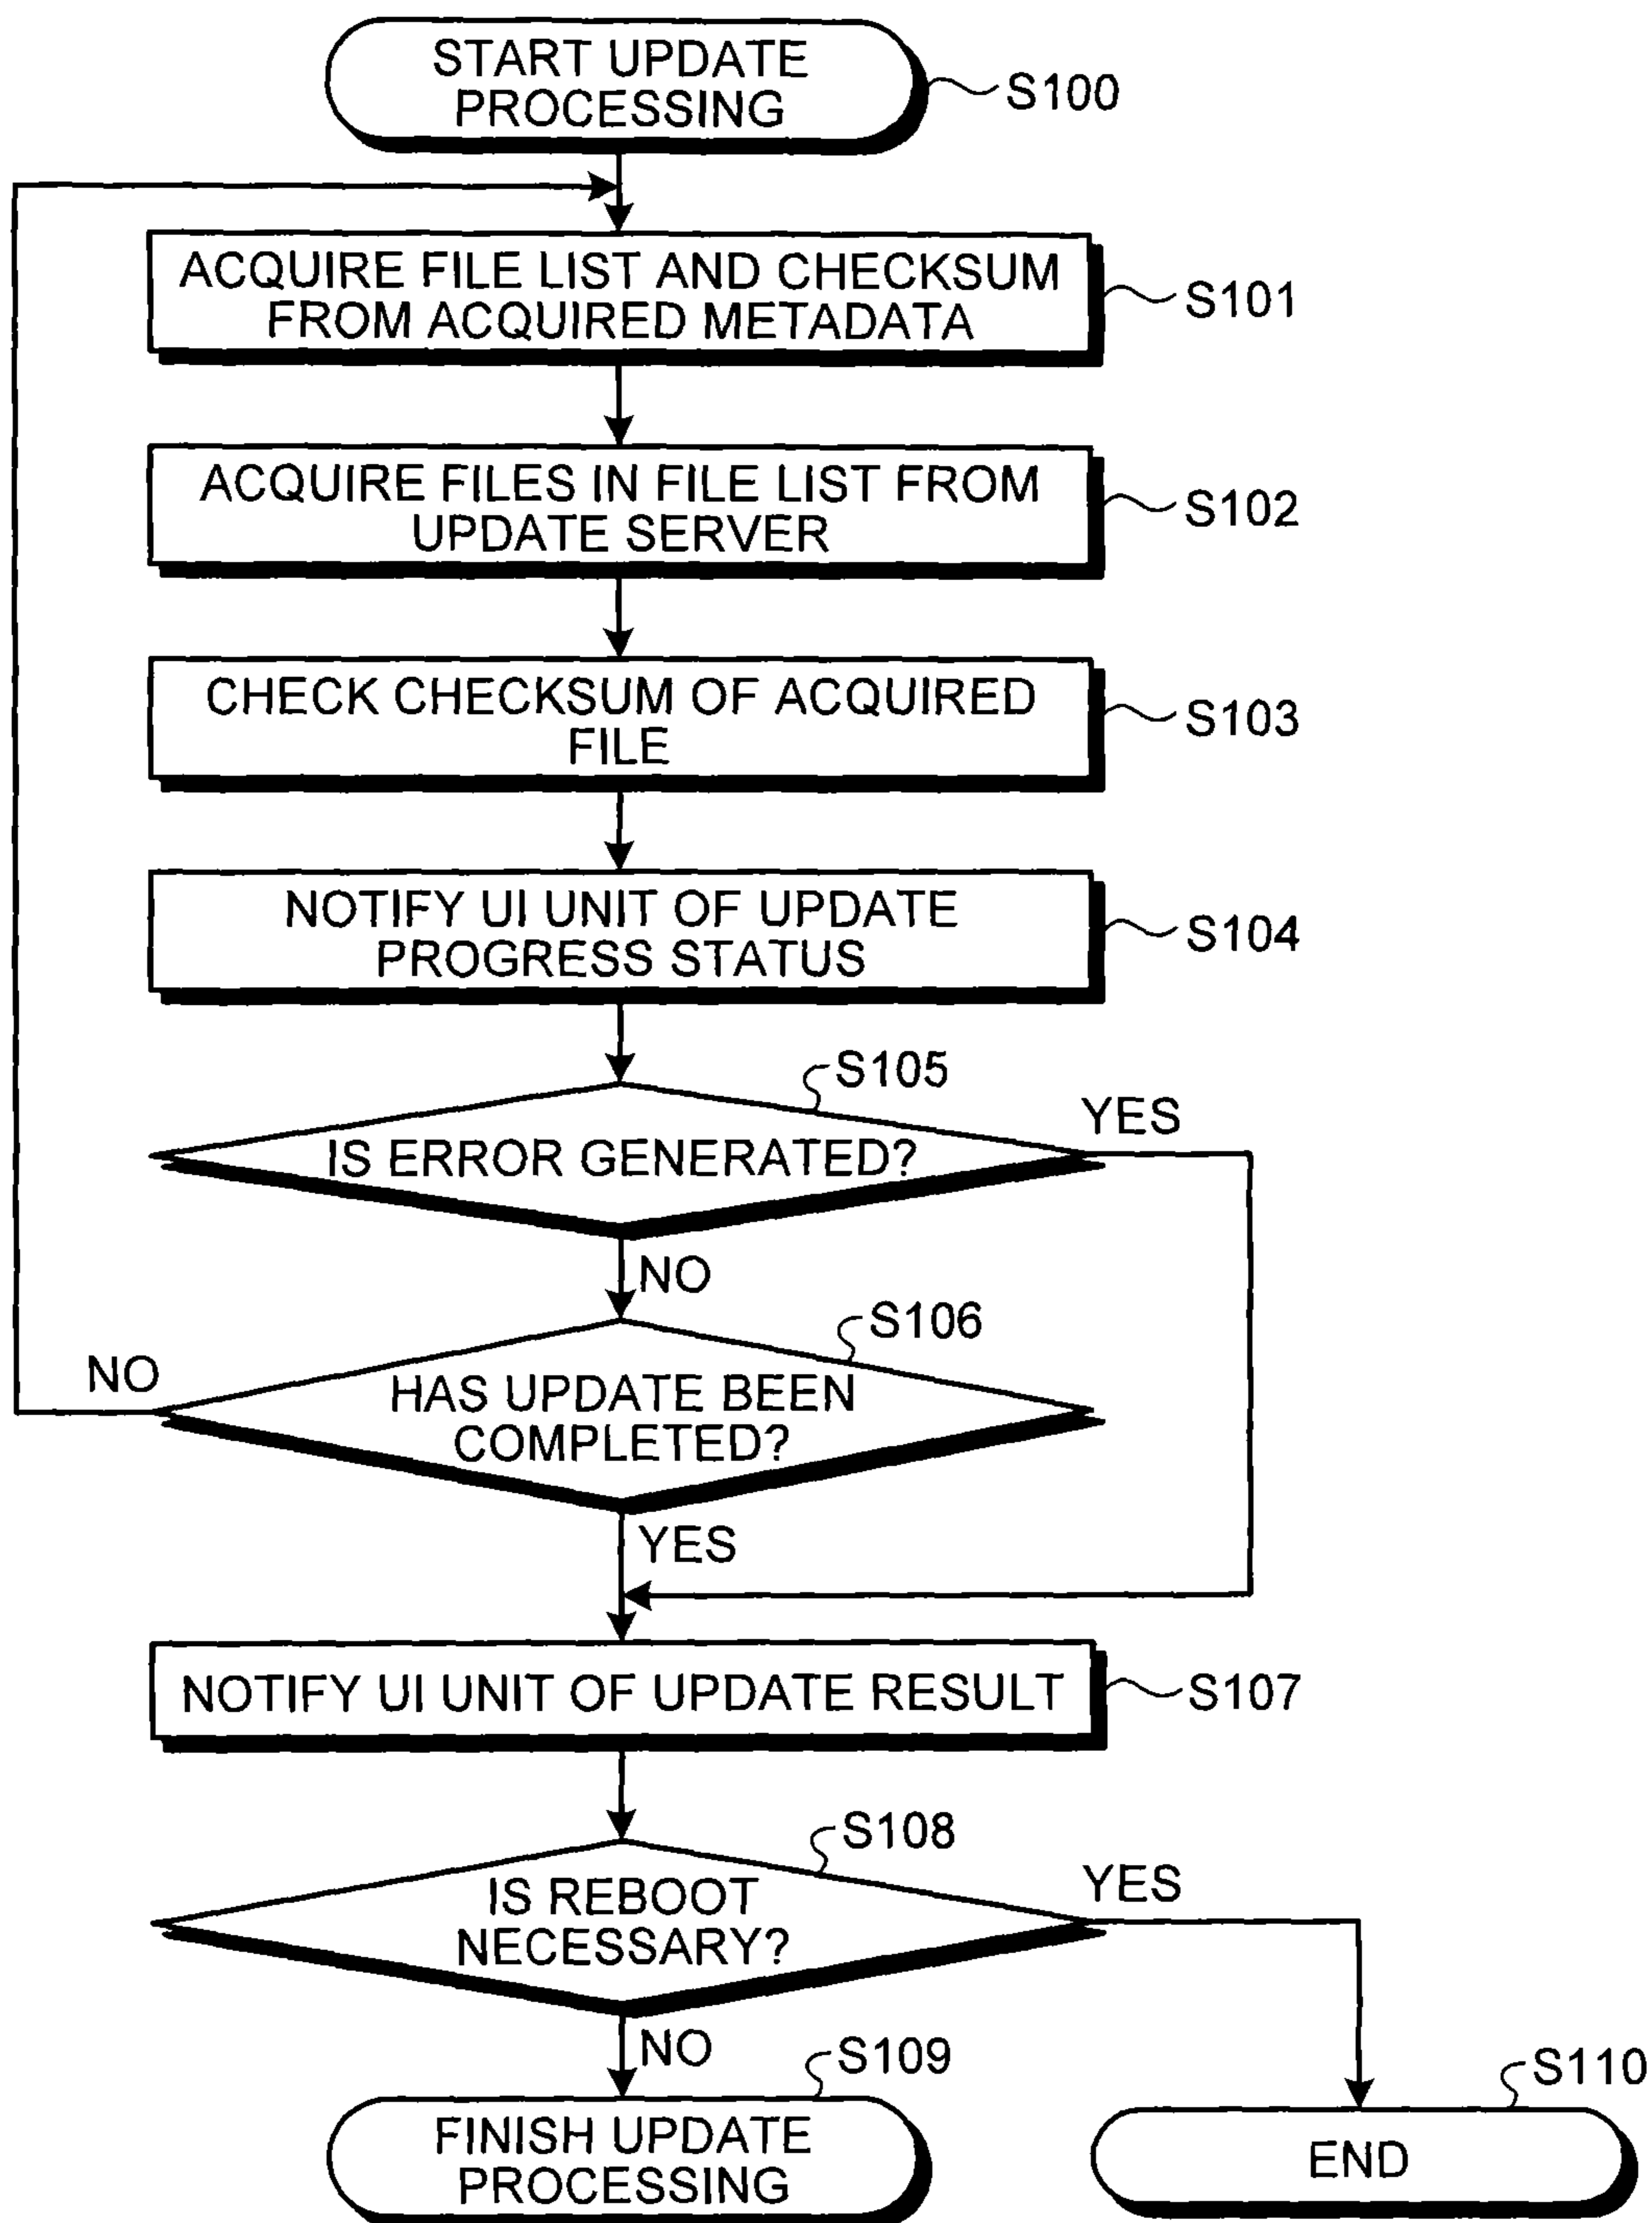 START UPDATE
PROCESSING
S100
ACQUIRE FILE LIST AND CHECKSUM
FROM ACQUIRED METADATA
S101
ACQUIRE FILES IN FILE LIST FROM
UPDATE SERVER
S102
CHECK CHECKSUM OF ACQUIRED
FILE
S103
NOTIFY UI UNIT OF UPDATE
PROGRESS STATUS
S104
S105
YES
IS ERROR GENERATED?
NO
S106
NO
HAS UPDATE BEEN
COMPLETED?
YES
NOTIFY UI UNIT OF UPDATE RESULT
S107
S108
YES
IS REBOOT
NECESSARY?
NO
S109
S110
FINISH UPDATE
PROCESSING
END